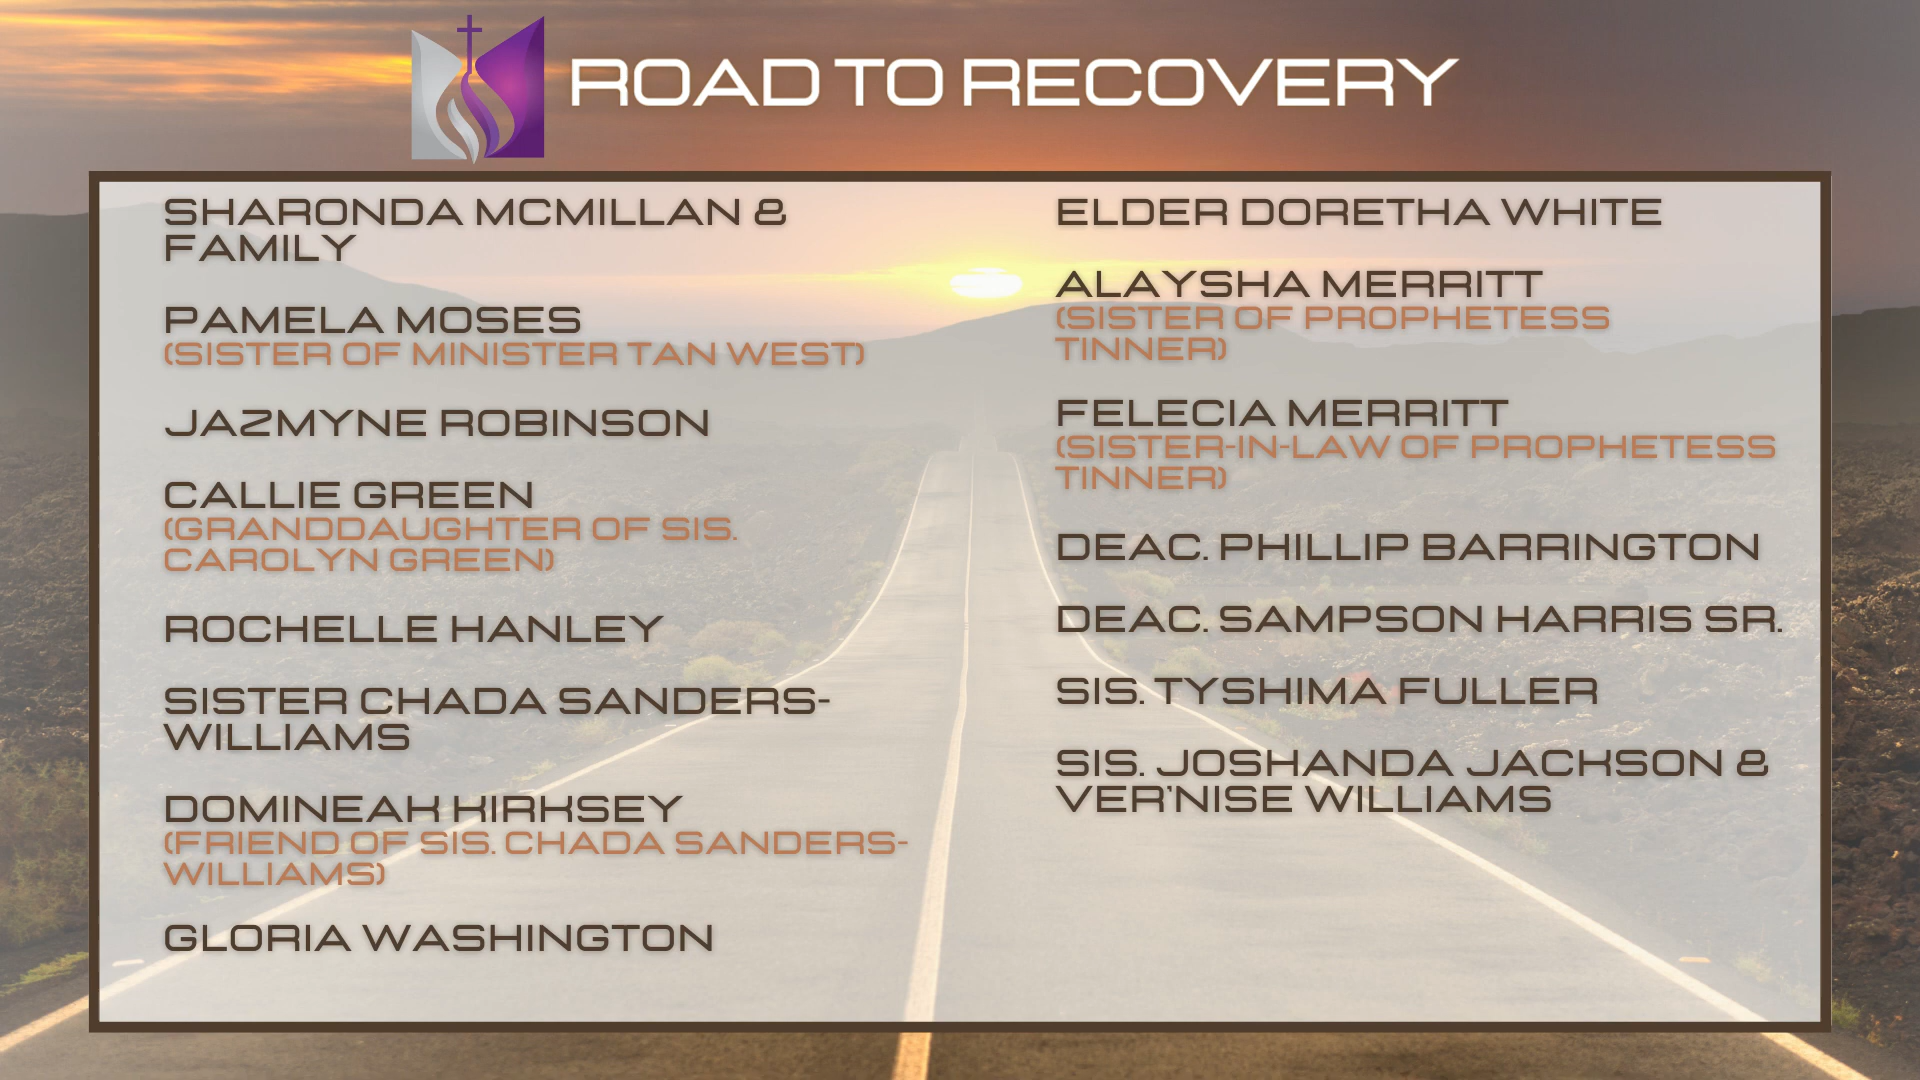 ROAD TO RECOVERY
SHARONDA MCMILLAN &
FAMILY
PAMELA MOSES
(SISTER OF MINISTER TAN WEST)
JAZMYNE ROBINSON
CALLIE GREEN
(GRANDDAUGHTER OF SIS.
CAROLYN GREEN)
ROCHELLE HANLEY
SISTER CHADA SANDERS-
WILLIAMS
DOMINEAK KIRKSEY
(FRIEND OF SIS. CHADA SANDERS-
WILLIAMS)
GLORIA WASHINGTON
ELDER DORETHA WHITE
ALAYSHA MERRITT
(SISTER OF PROPHETESS
TINNER)
FELECIA MERRITT
(SISTER-IN-LAW OF PROPHETESS
TINNER)
DEAC. PHILLIP BARRINGTON
DEAC. SAMPSON HARRIS SR.
SIS. TYSHIMA FULLER
SIS. JOSHANDA JACKSON &
VER'NISE WILLIAMS